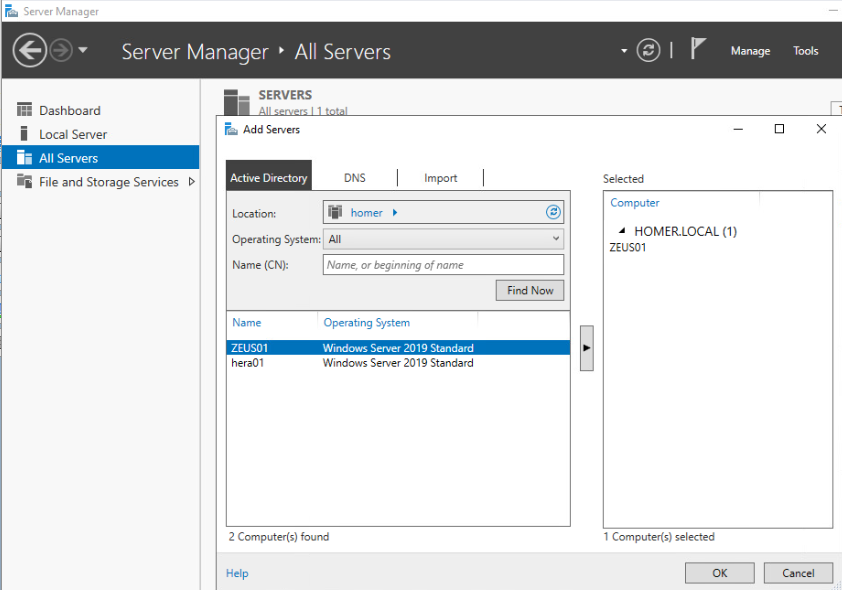 Server Manager
Server Manager ‣ All Servers
Manage
Tools
Dashboard
Local Server
All Servers
File and Storage Services
SERVERS
All servers | 1 total
Add Servers
Active Directory
DNS
Import
Location:
homer
Operating System:
All
Name (CN):
Name, or beginning of name
Find Now
Name Operating System
ZEUS01 Windows Server 2019 Standard
hera01 Windows Server 2019 Standard
2 Computer(s) found
Selected
Computer
HOMER.LOCAL (1)
ZEUS01
1 Computer(s) selected
Help
OK
Cancel